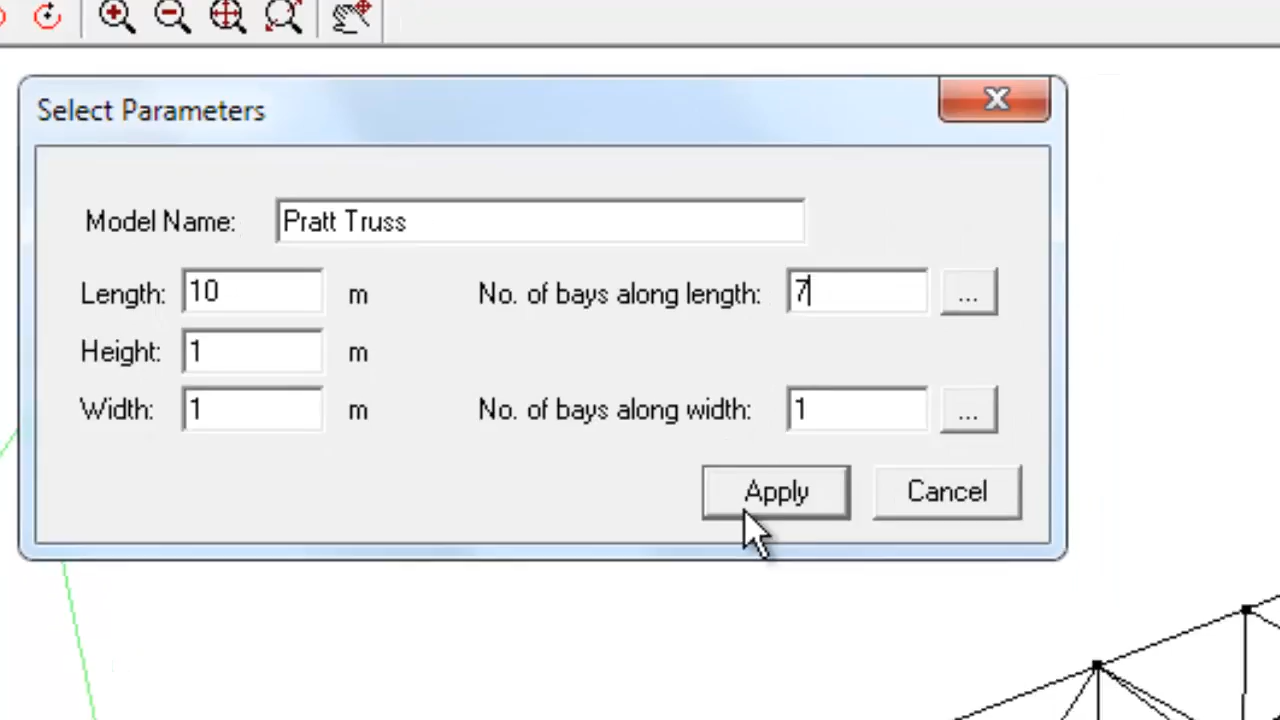 Select Parameters
Model Name: Pratt Truss
Length: 10 m No. of bays along length: 7 ...
Height: 1 m
Width: 1 m No. of bays along width: 1 ...
Apply Cancel